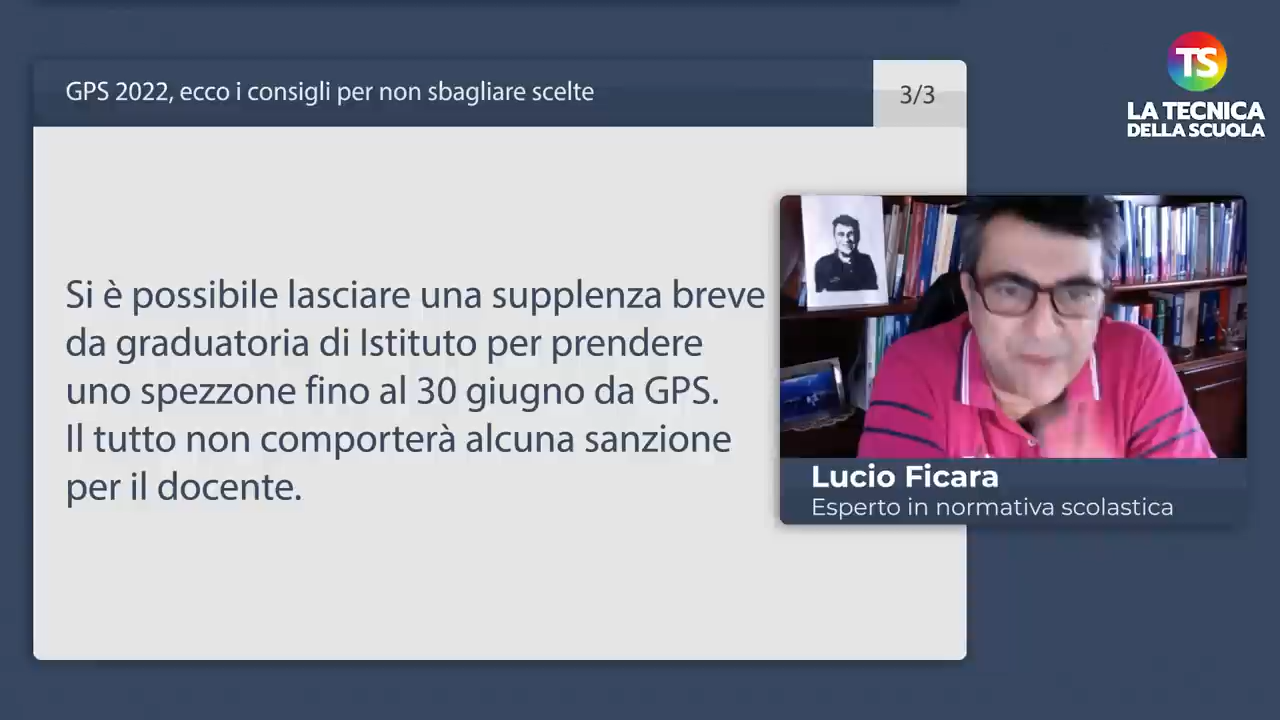 GPS 2022, ecco i consigli per non sbagliare scelte
3/3
TS
LA TECNICA
DELLA SCUOLA
Si è possibile lasciare una supplenza breve
da graduatoria di Istituto per prendere
uno spezzone fino al 30 giugno da GPS.
Il tutto non comporterà alcuna sanzione
per il docente.
Lucio Ficara
Esperto in normativa scolastica